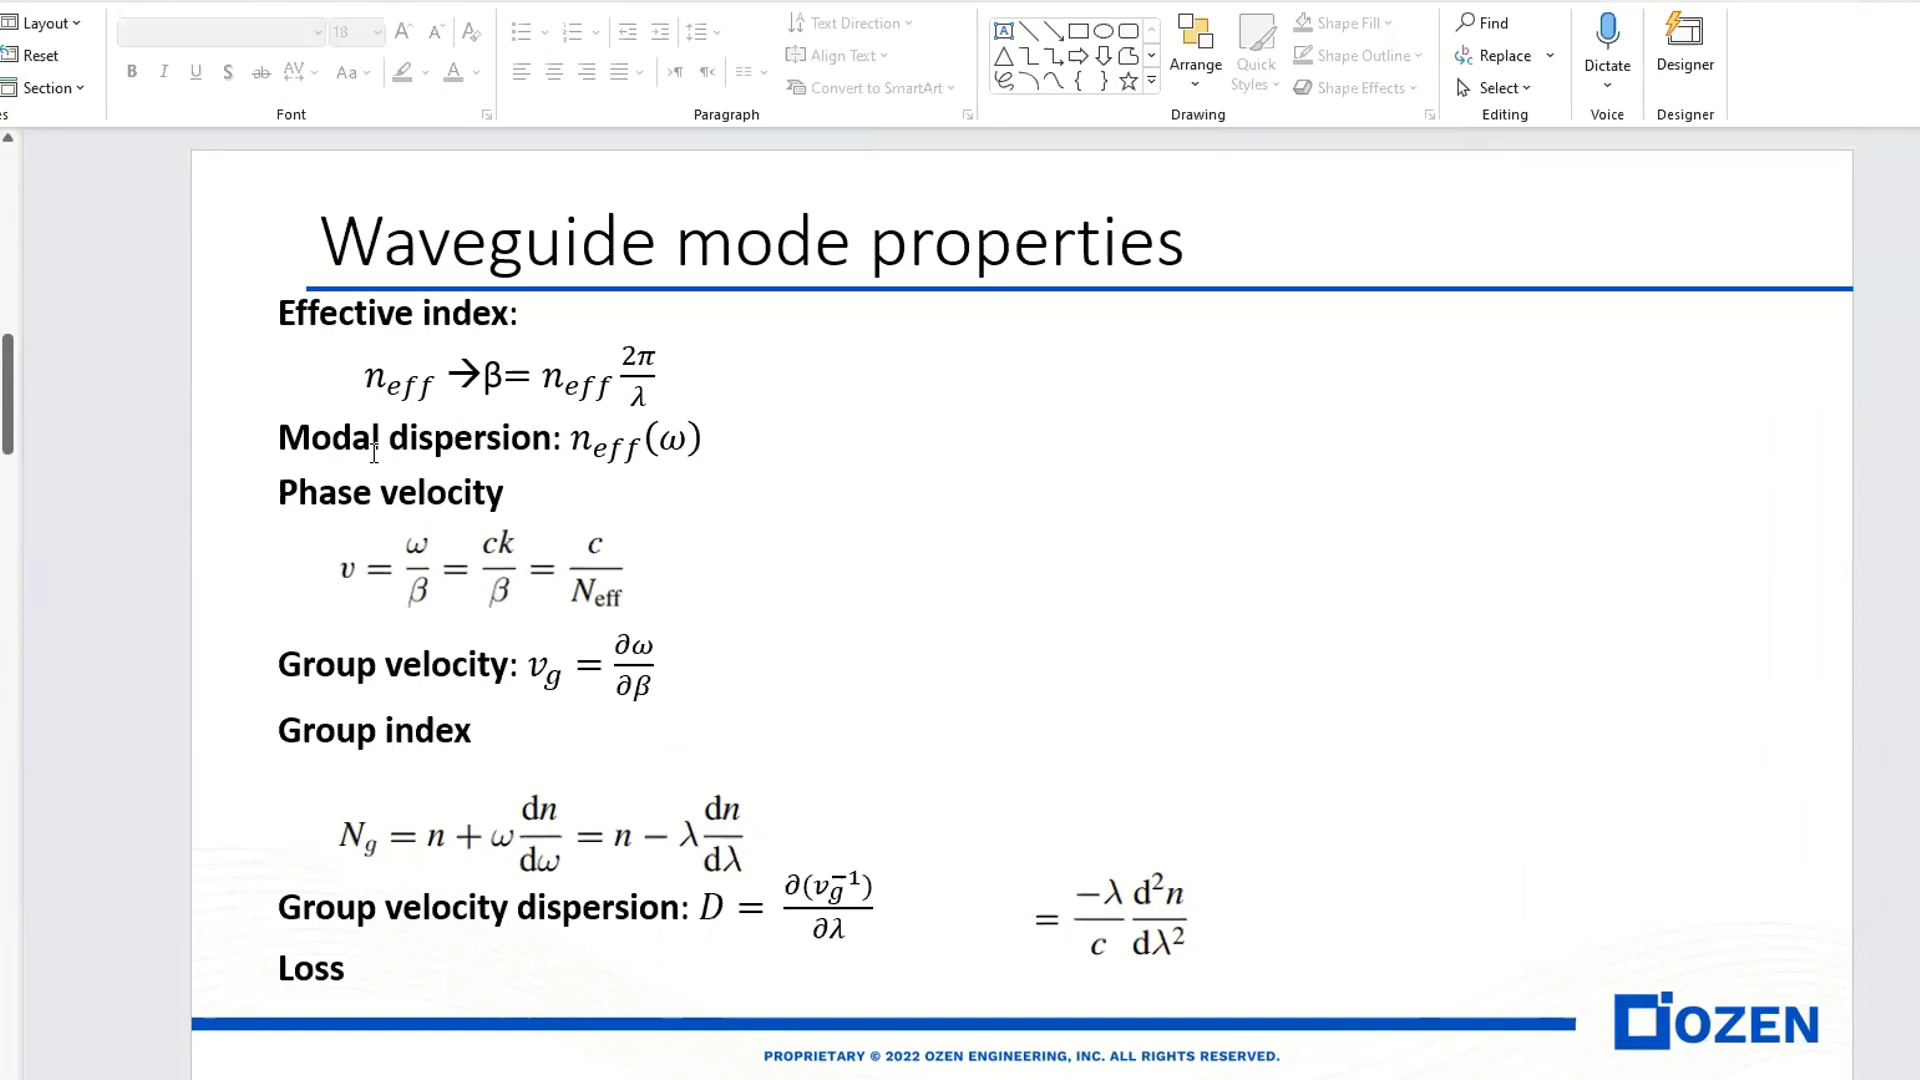 Layout
Reset
Section
18
Aa
Font
Text Direction
Align Text
Convert to SmartArt
Paragraph
Arrange
Quick Styles
Shape Fill
Shape Outline
Shape Effects
Drawing
Find
Replace
Select
Editing
Dictate
Voice
Designer
Designer
Waveguide mode properties
Effective index:
n_eff →β= n_eff 2π/λ
Modal dispersion: n_eff(ω)
Phase velocity
v = ω/β = ck/β = c/N_eff
Group velocity: v_g = ∂ω/∂β
Group index
N_g = n + ω dn/dω = n − λ dn/dλ
Group velocity dispersion: D = ∂(v_g^−1)/∂λ = −λ/c d²n/dλ²
Loss
OZEN
PROPRIETARY © 2022 OZEN ENGINEERING, INC. ALL RIGHTS RESERVED.